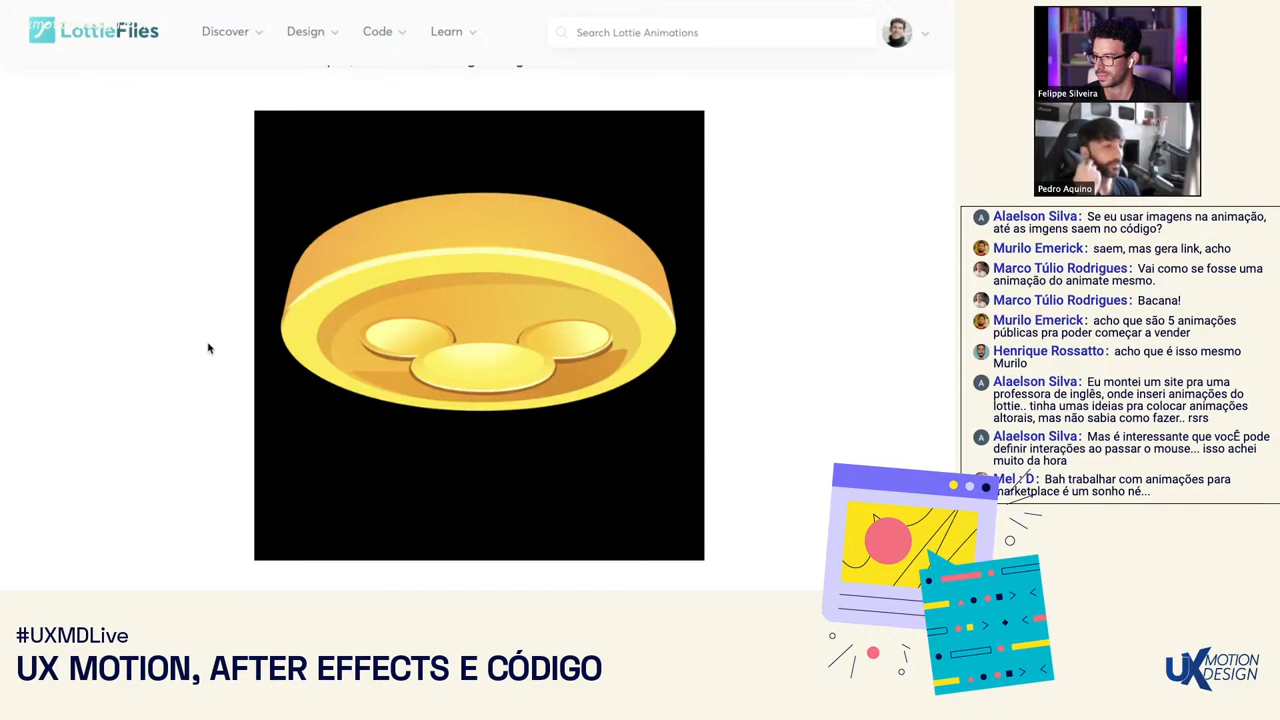 LottieFiles
Discover
Design
Code
Learn
Search Lottie Animations
Felippe Silveira
Pedro Aquino
A
Alaelson Silva: Se eu usar imagens na animação,
até as imgens saem no código?
Murilo Emerick: saem, mas gera link, acho
Marco Túlio Rodrigues: Vai como se fosse uma
animação do animate mesmo.
Marco Túlio Rodrigues: Bacana!
Murilo Emerick: acho que são 5 animações
públicas pra poder começar a vender
Henrique Rossatto: acho que é isso mesmo
Murilo
A
Alaelson Silva: Eu montei um site pra uma
professora de inglês, onde inseri animações do
lottie.. tinha umas ideias pra colocar animações
altorais, mas não sabia como fazer.. rsrs
A
Alaelson Silva: Mas é interessante que vocÊ pode
definir interações ao passar o mouse... isso achei
muito da hora
Mel : D: Bah trabalhar com animações para
marketplace é um sonho né...
#UXMDLive
UX MOTION, AFTER EFFECTS E CÓDIGO
UX MOTION
DESIGN